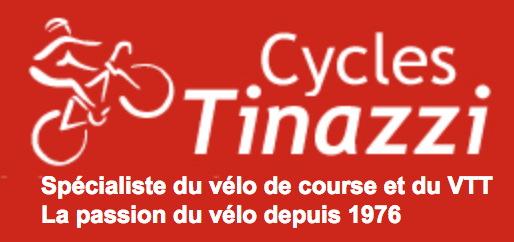 Cycles
Tinazzi
Spécialiste du vélo de course et du VTT
La passion du vélo depuis 1976